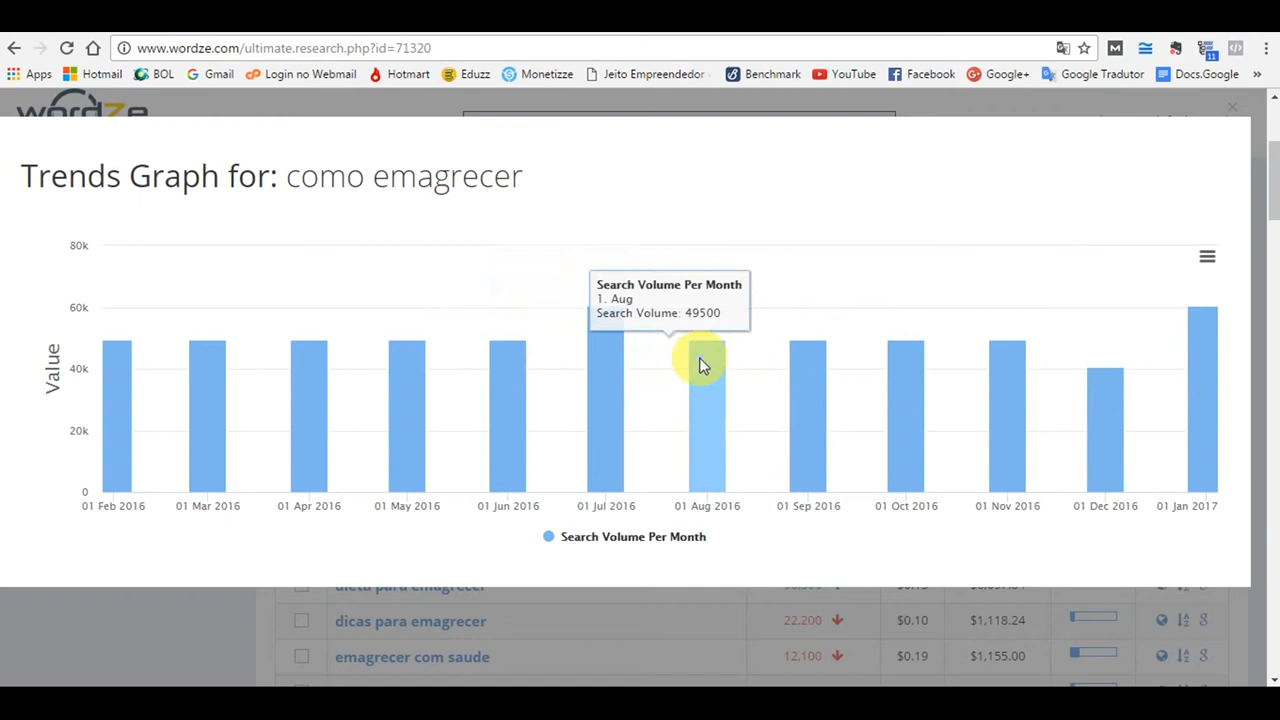 www.wordze.com/ultimate.research.php?id=71320
Apps Hotmail BOL Gmail Login no Webmail Hotmart Eduzz Monetizze Jeito Empreendedor Benchmark YouTube Facebook Google+ Google Tradutor Docs.Google »
11
wordze
Trends Graph for: como emagrecer
80k
60k
40k
20k
0
Value
Search Volume Per Month
1. Aug
Search Volume: 49500
01 Feb 2016 01 Mar 2016 01 Apr 2016 01 May 2016 01 Jun 2016 01 Jul 2016 01 Aug 2016 01 Sep 2016 01 Oct 2016 01 Nov 2016 01 Dec 2016 01 Jan 2017
Search Volume Per Month
dieta para emagrecer
dicas para emagrecer 22,200 $0.10 $1,118.24
emagrecer com saude 12,100 $0.19 $1,155.00